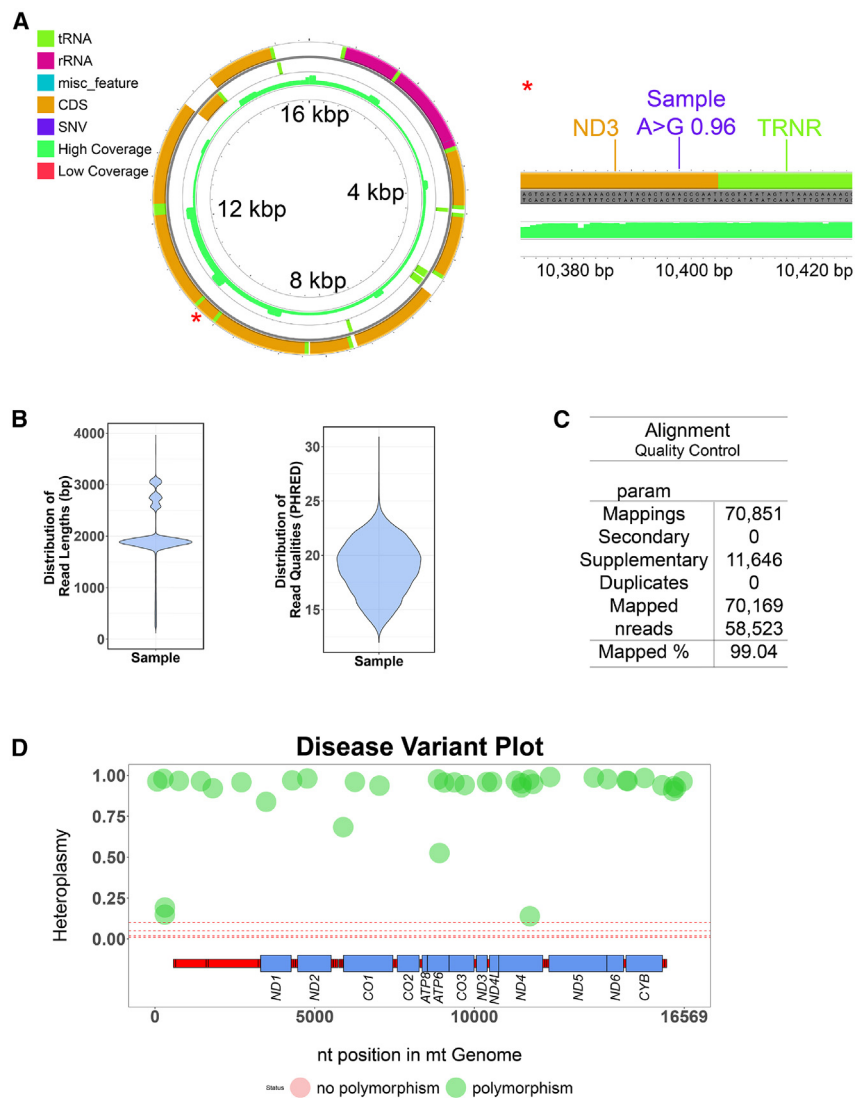 A
tRNA
rRNA
misc_feature
CDS
SNV
High Coverage
Low Coverage
16 kbp
4 kbp
12 kbp
8 kbp
*
*
Sample
ND3 A>G 0.96 TRNR
10,380 bp 10,400 bp 10,420 bp
B
Distribution of
Read Lengths (bp)
4000
3000
2000
1000
0
Sample
Distribution of
Read Qualities (PHRED)
30
25
20
15
Sample
C
Alignment
Quality Control
param
Mappings 70,851
Secondary 0
Supplementary 11,646
Duplicates 0
Mapped 70,169
nreads 58,523
Mapped % 99.04
D
Disease Variant Plot
Heteroplasmy
1.00
0.75
0.50
0.25
0.00
ND1 ND2 CO1 CO2 ATP8 ATP6 CO3 ND3 ND4L ND4 ND5 ND6 CYB
0 5000 10000 16569
nt position in mt Genome
Status no polymorphism polymorphism